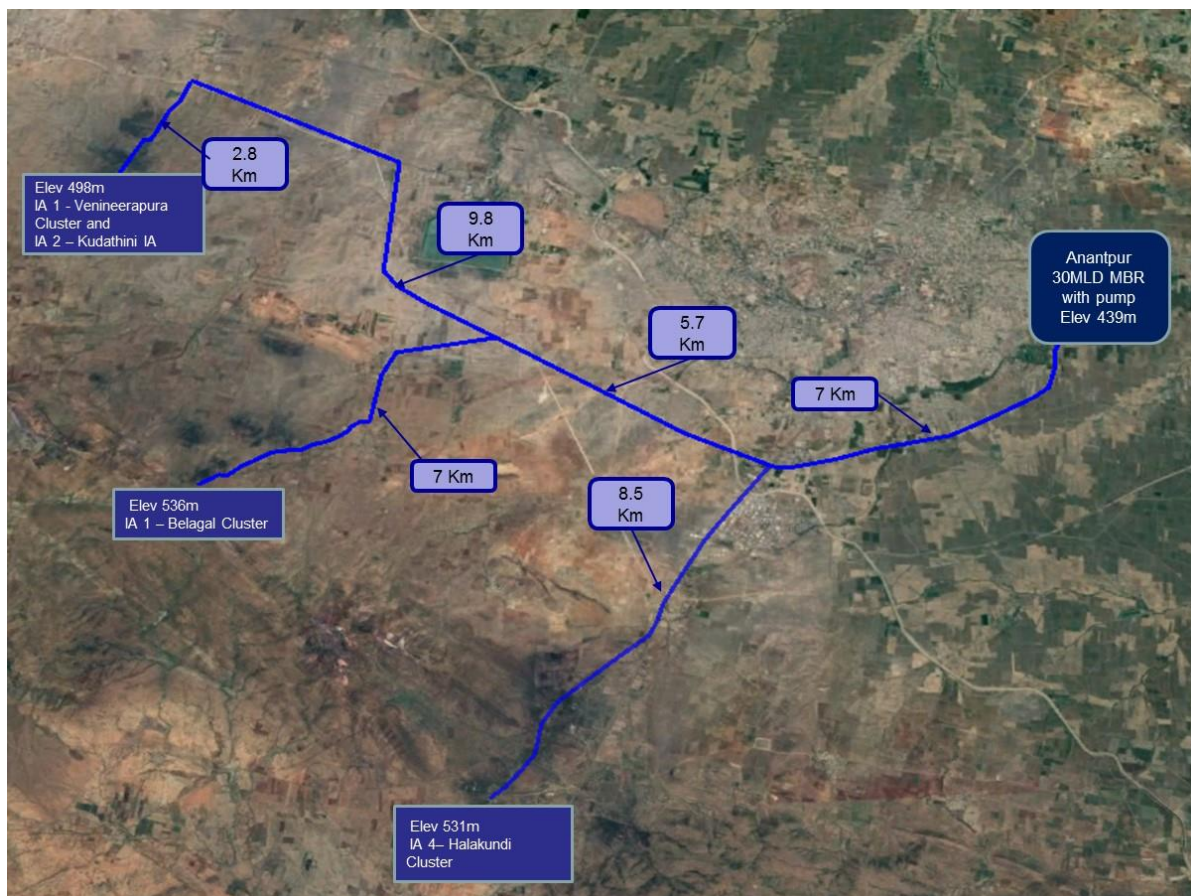 2.8
Km
Elev 498m
IA 1 - Venineerapura
Cluster and
IA 2 – Kudathini IA
9.8
Km
Anantpur
30MLD MBR
with pump
Elev 439m
5.7
Km
7 Km
7 Km
Elev 536m
IA 1 – Belagal Cluster
8.5
Km
Elev 531m
IA 4– Halakundi
Cluster